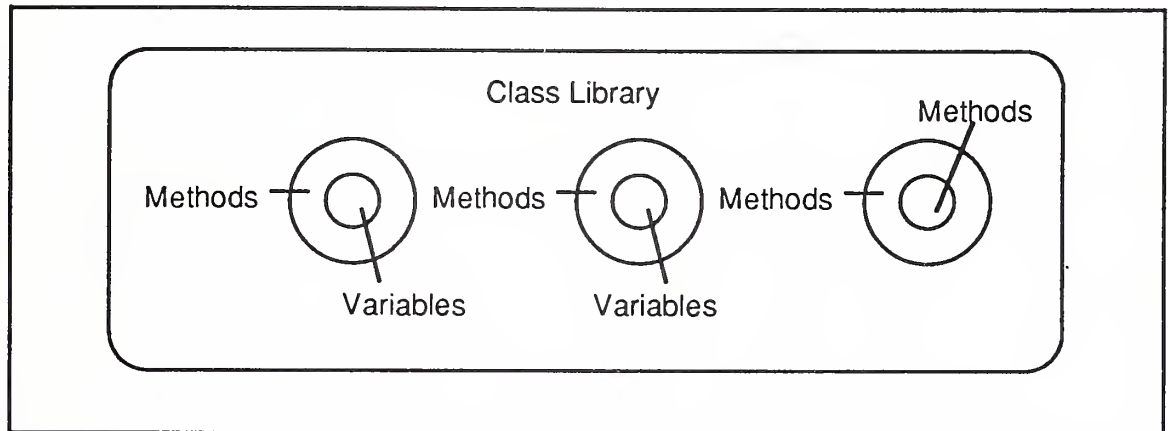 Class Library
Methods
Methods
Methods
Methods
Variables
Variables